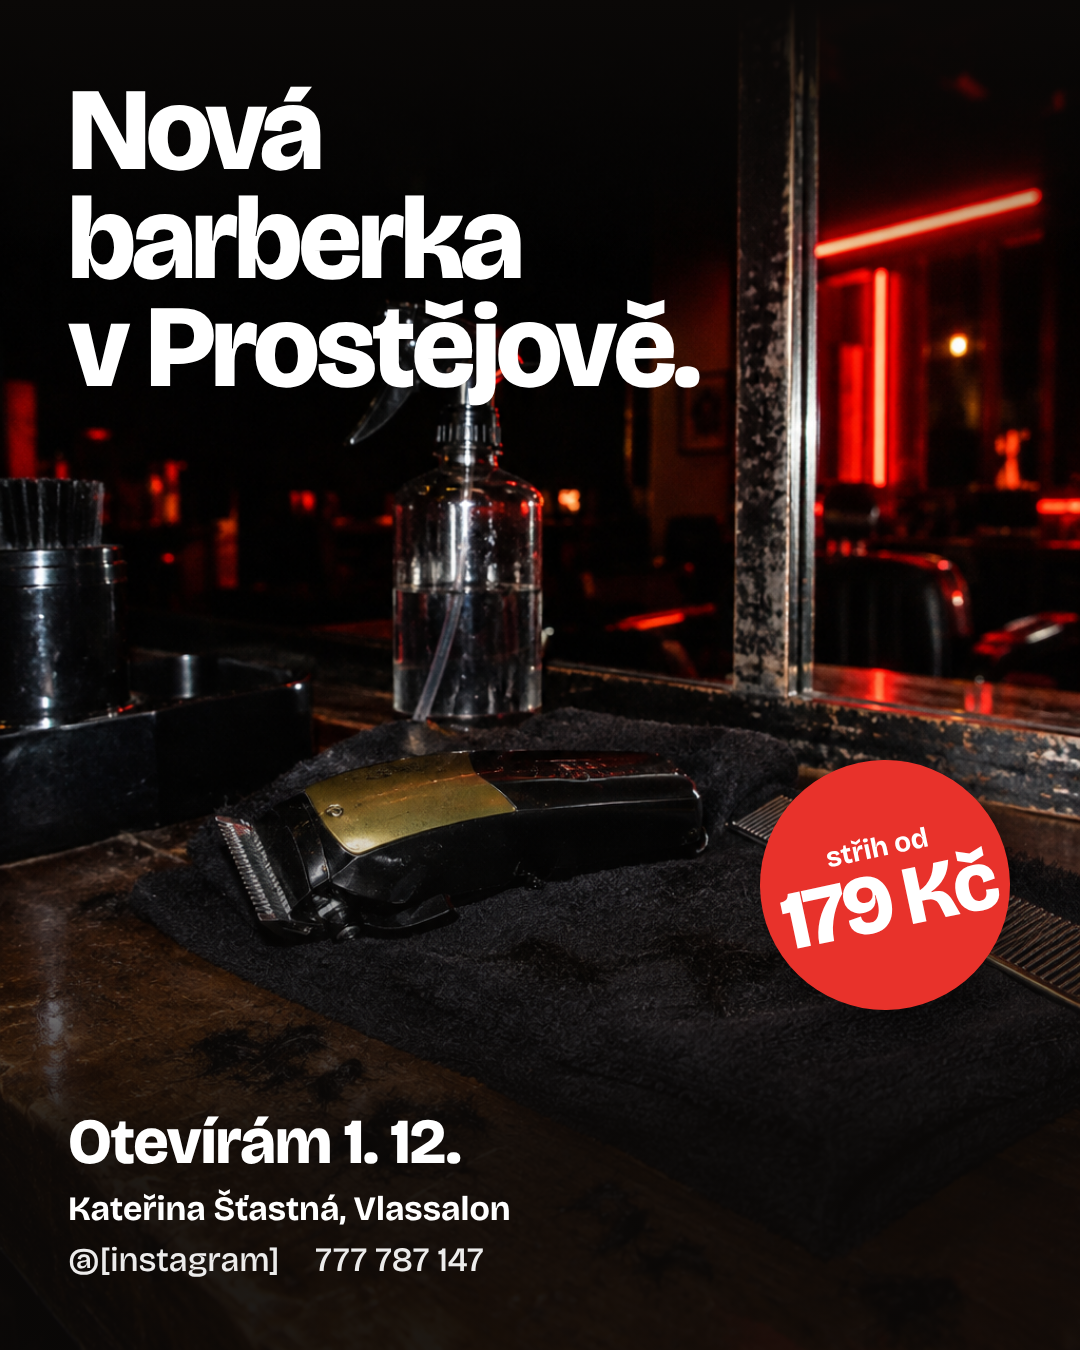 Nová
barberka
v Prostějově.
střih od
179 Kč
Otevírám 1. 12.
Kateřina Šťastná, Vlassalon
@[instagram] 777 787 147